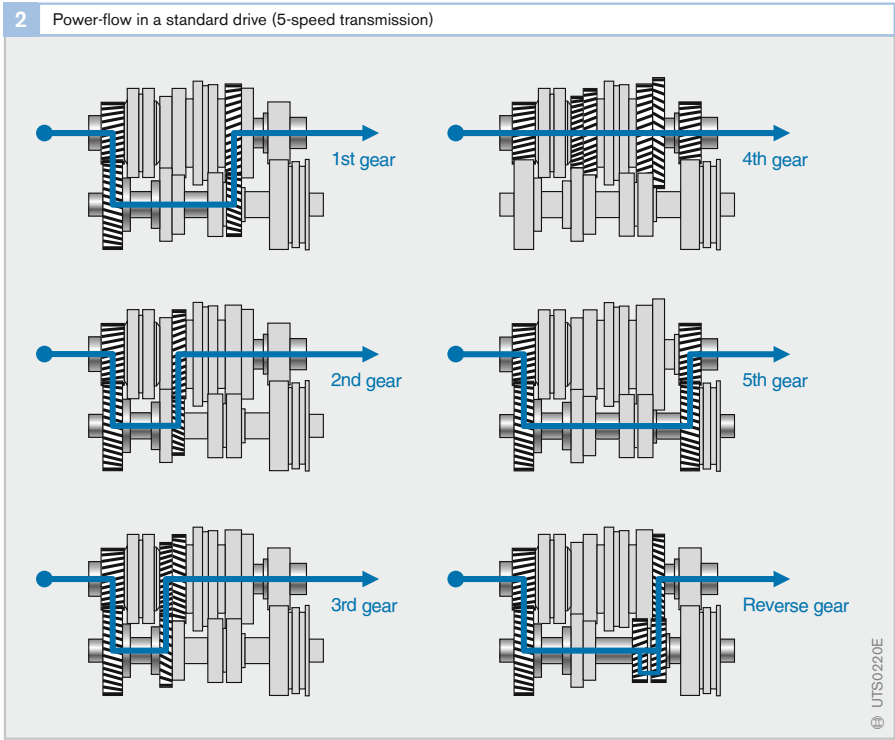 2 Power-flow in a standard drive (5-speed transmission)
1st gear
4th gear
2nd gear
5th gear
3rd gear
Reverse gear
UTS0220E